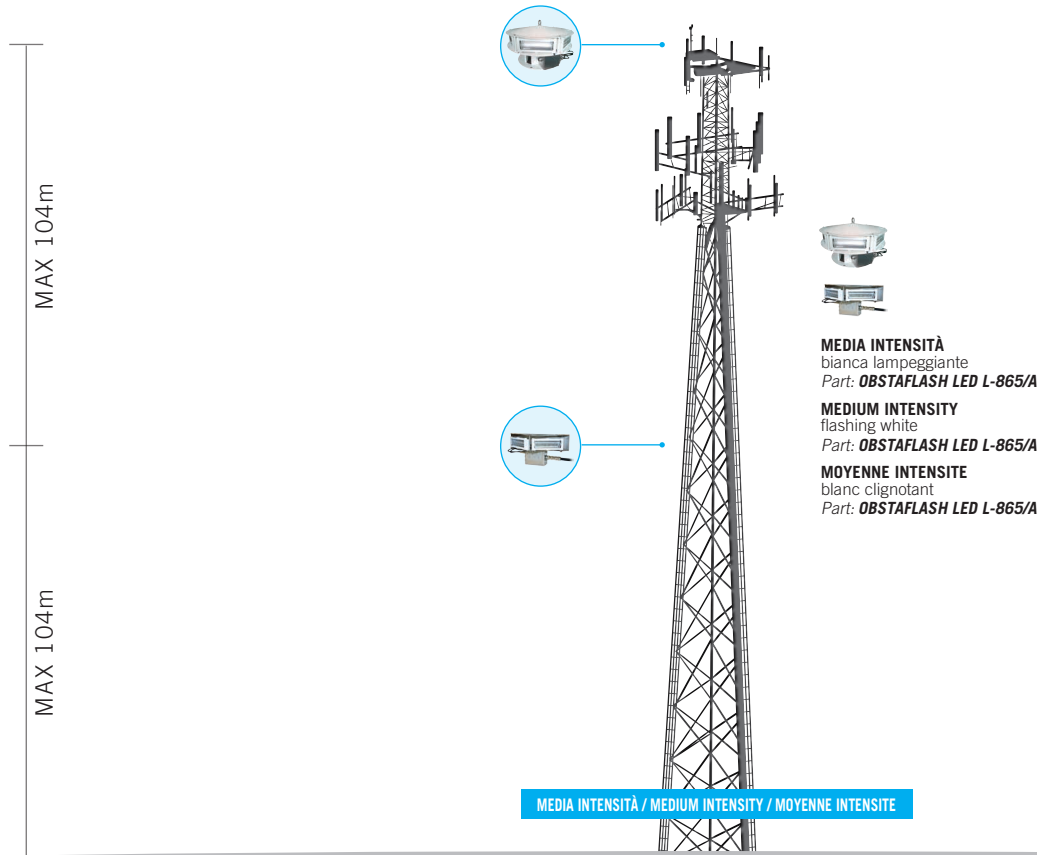 MAX 104m
MAX 104m
MEDIA INTENSITÀ
bianca lampeggiante
Part: OBSTAFLASH LED L-865/A
MEDIUM INTENSITY
flashing white
Part: OBSTAFLASH LED L-865/A
MOYENNE INTENSITE
blanc clignotant
Part: OBSTAFLASH LED L-865/A
MEDIA INTENSITÀ / MEDIUM INTENSITY / MOYENNE INTENSITE